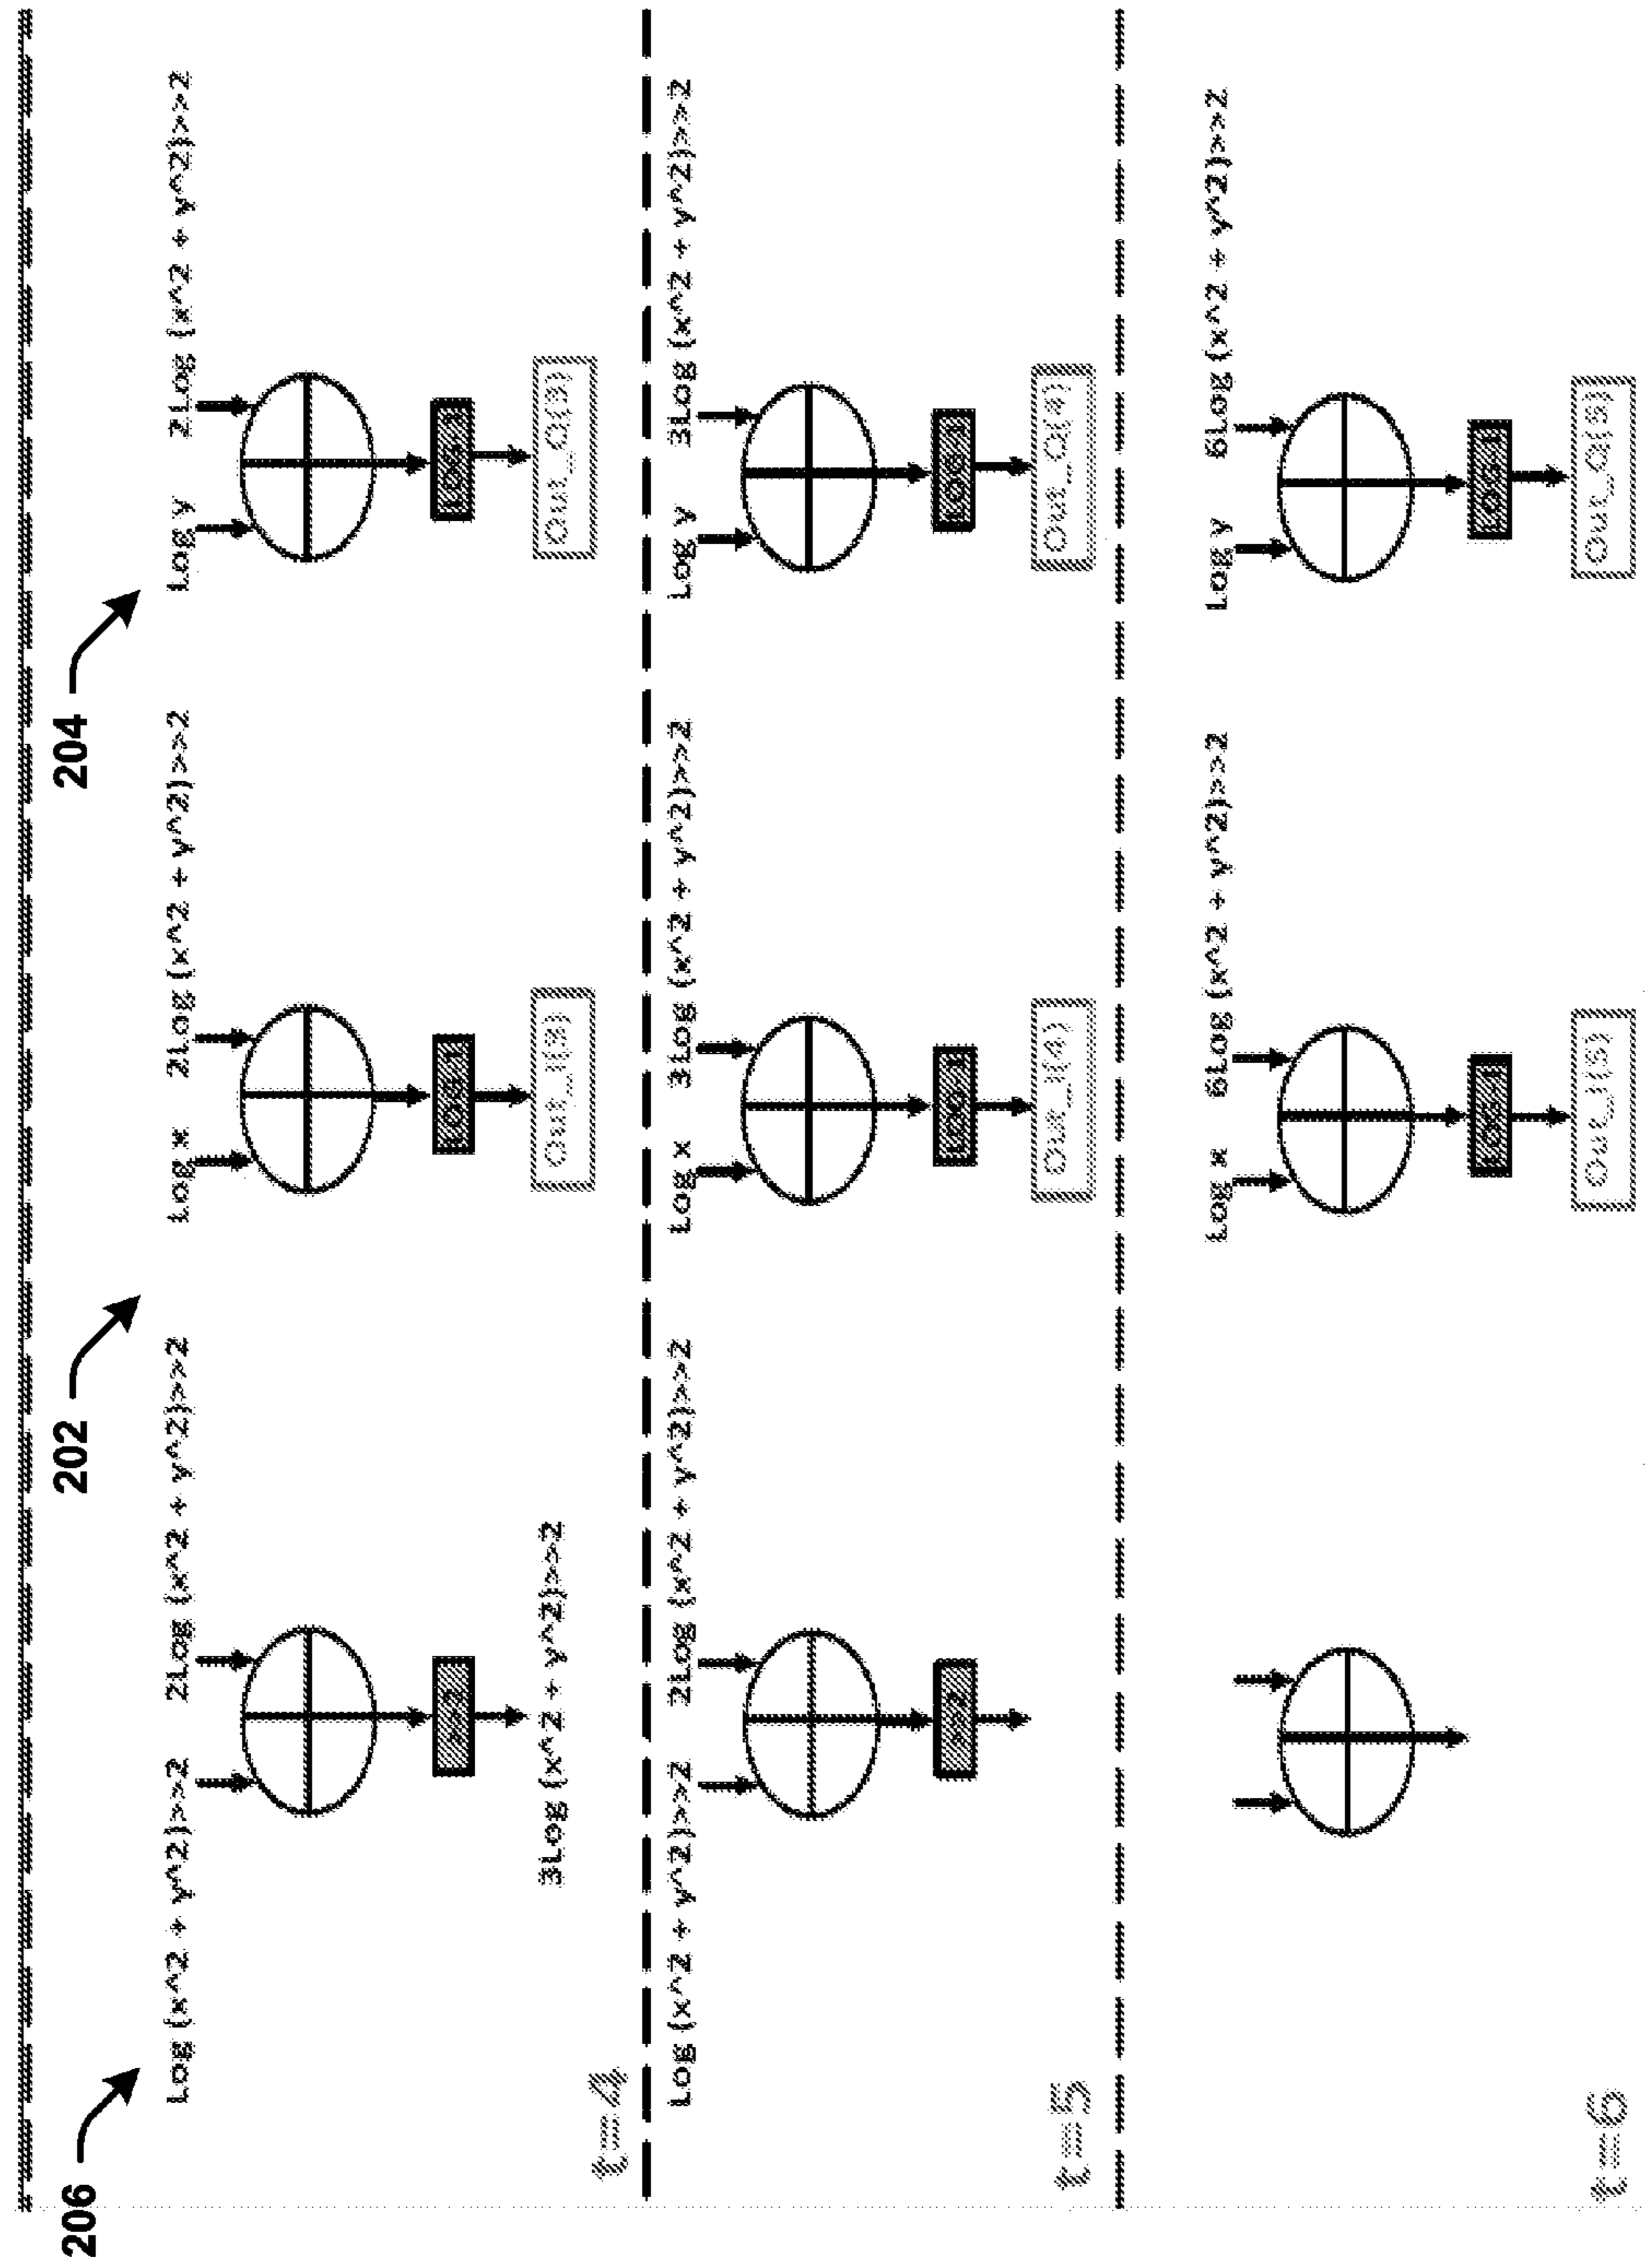 206
202
204
Log (x^2 + y^2)>>2 2Log (x^2 + y^2)>>2
Log x 2Log (x^2 + y^2)>>2
Log y 2Log (x^2 + y^2)>>2
>>2
LOG-1
LOG-1
3Log (x^2 + y^2)>>2
Out_I(3)
Out_Q(3)
t=4
Log (x^2 + y^2)>>2 2Log (x^2 + y^2)>>2
Log x 3Log (x^2 + y^2)>>2
Log y 3Log (x^2 + y^2)>>2
>>2
LOG-1
LOG-1
Out_I(4)
Out_Q(4)
t=5
Log x 6Log (x^2 + y^2)>>2
Log y 6Log (x^2 + y^2)>>2
LOG-1
LOG-1
Out_I(5)
Out_Q(5)
t=6